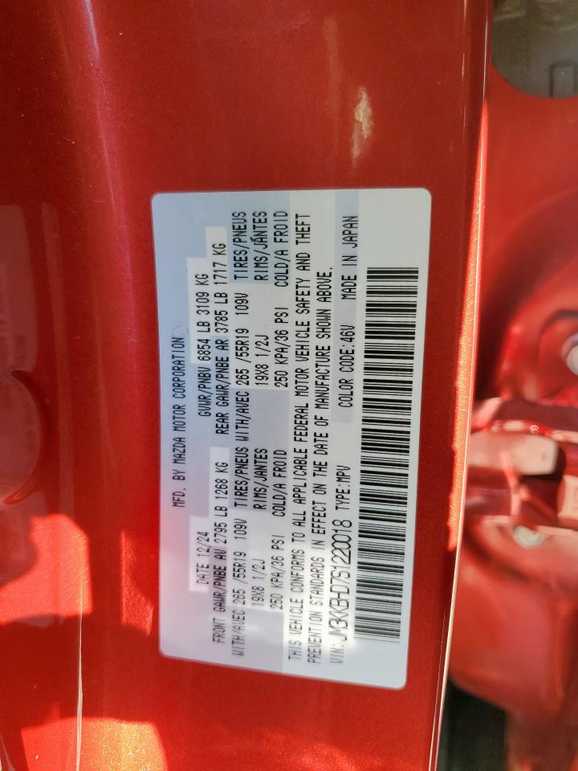 MFD. BY MAZDA MOTOR CORPORATION
DATE 12/24 GVWR/PNBV 6854 LB 3109 KG
FRONT GAWR/PNBE AV 2795 LB 1268 KG REAR GAWR/PNBE AR 3785 LB 1717 KG
WITH/AVEC 265 /55R19 109V TIRES/PNEUS WITH/AVEC 265 /55R19 109V TIRES/PNEUS
19X8 1/2J RIMS/JANTES 19X8 1/2J RIMS/JANTES
250 KPA/36 PSI COLD/A FROID 250 KPA/36 PSI COLD/A FROID
THIS VEHICLE CONFORMS TO ALL APPLICABLE FEDERAL MOTOR VEHICLE SAFETY AND THEFT
PREVENTION STANDARDS IN EFFECT ON THE DATE OF MANUFACTURE SHOWN ABOVE.
VIN: JM3KKBHD7S1220018 TYPE:MPV COLOR CODE:46V MADE IN JAPAN